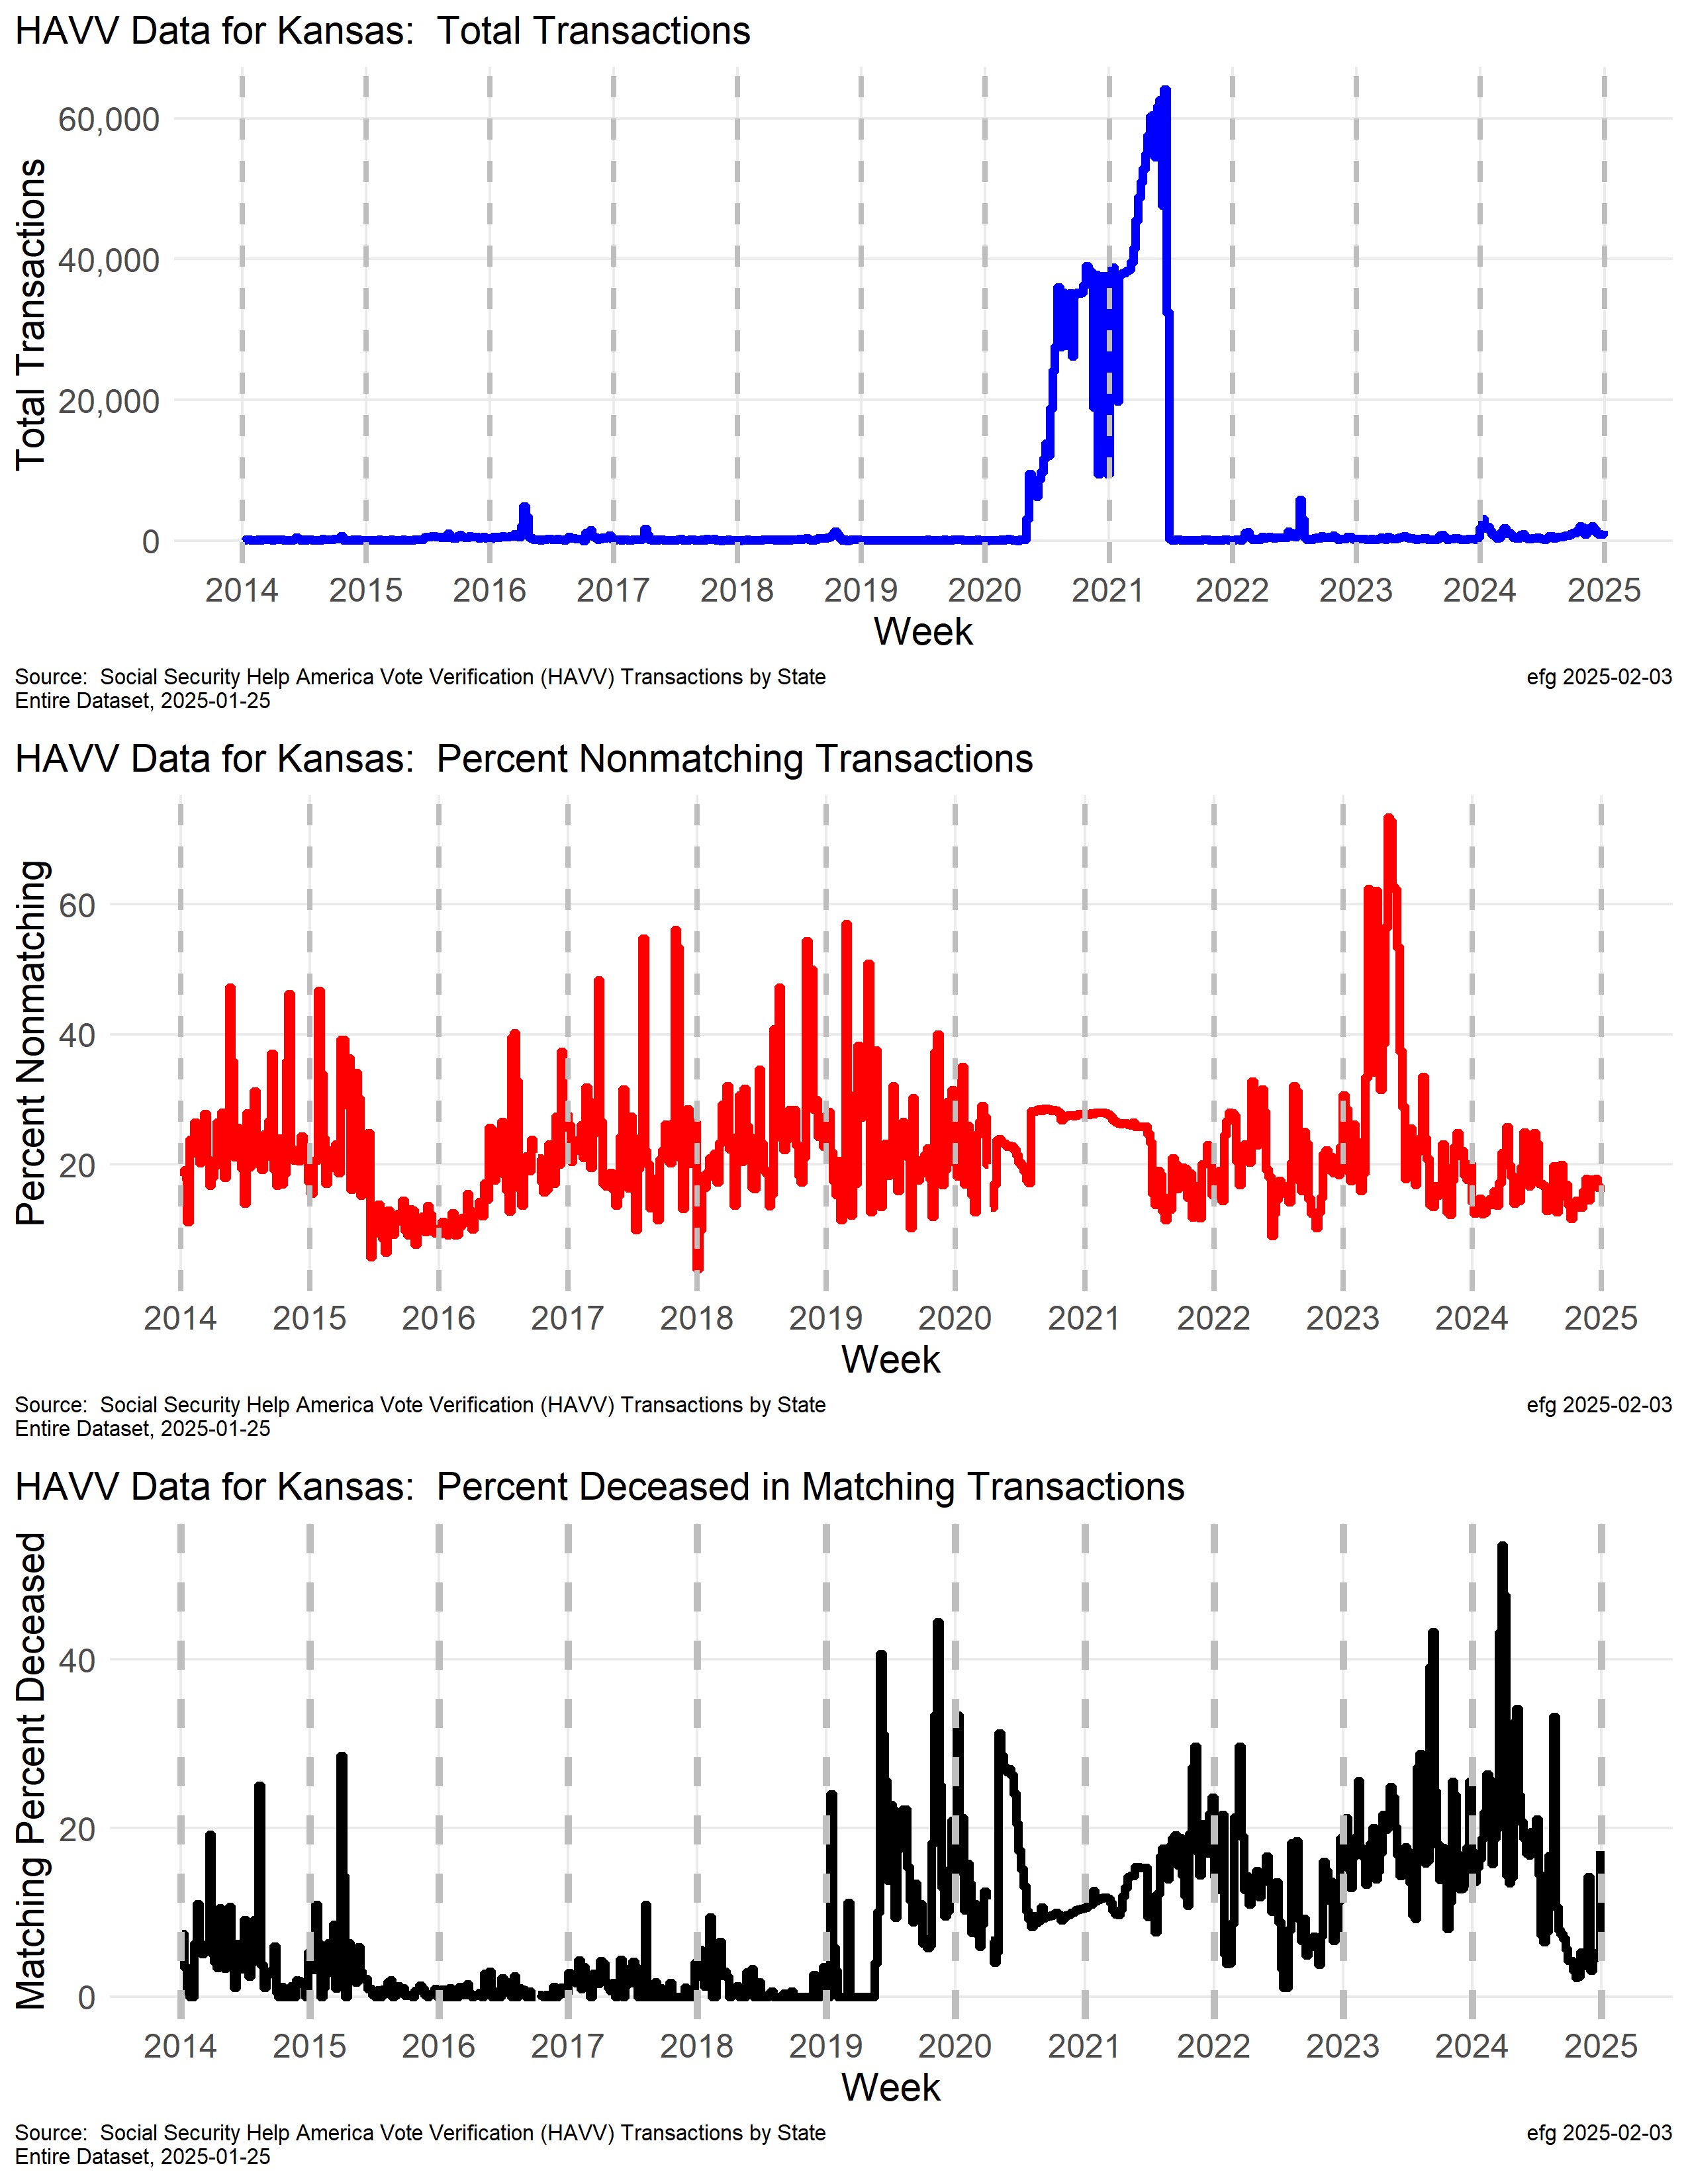 HAVV Data for Kansas:  Total Transactions
Total Transactions
60,000
40,000
20,000
0
2014 2015 2016 2017 2018 2019 2020 2021 2022 2023 2024 2025
Week
Source:  Social Security Help America Vote Verification (HAVV) Transactions by State
Entire Dataset, 2025-01-25
efg 2025-02-03
HAVV Data for Kansas:  Percent Nonmatching Transactions
Percent Nonmatching
60
40
20
2014 2015 2016 2017 2018 2019 2020 2021 2022 2023 2024 2025
Week
Source:  Social Security Help America Vote Verification (HAVV) Transactions by State
Entire Dataset, 2025-01-25
efg 2025-02-03
HAVV Data for Kansas:  Percent Deceased in Matching Transactions
Matching Percent Deceased
40
20
0
2014 2015 2016 2017 2018 2019 2020 2021 2022 2023 2024 2025
Week
Source:  Social Security Help America Vote Verification (HAVV) Transactions by State
Entire Dataset, 2025-01-25
efg 2025-02-03